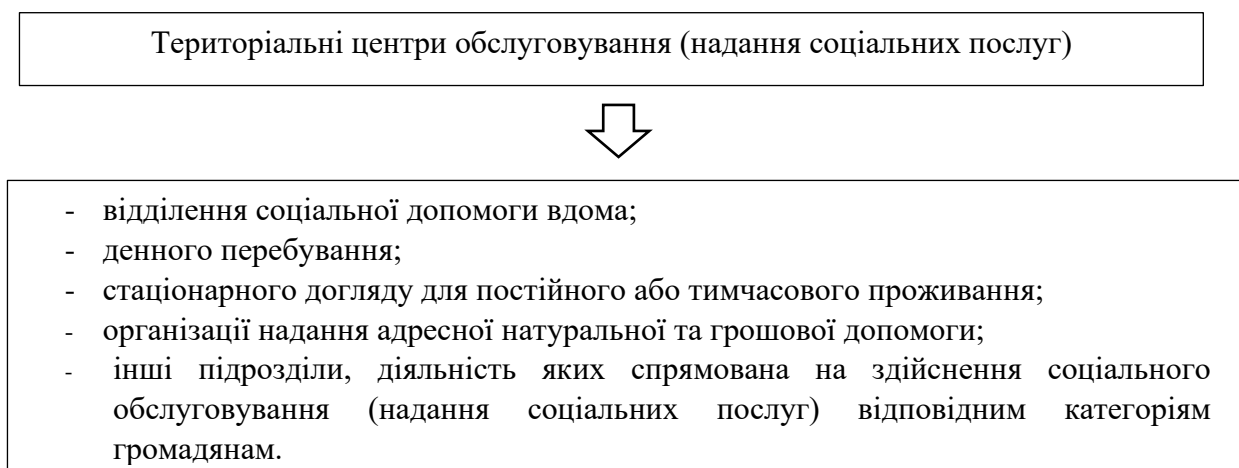 Територіальні центри обслуговування (надання соціальних послуг)
- відділення соціальної допомоги вдома;
- денного перебування;
- стаціонарного догляду для постійного або тимчасового проживання;
- організації надання адресної натуральної та грошової допомоги;
- інші підрозділи, діяльність яких спрямована на здійснення соціального
обслуговування (надання соціальних послуг) відповідним категоріям
громадянам.